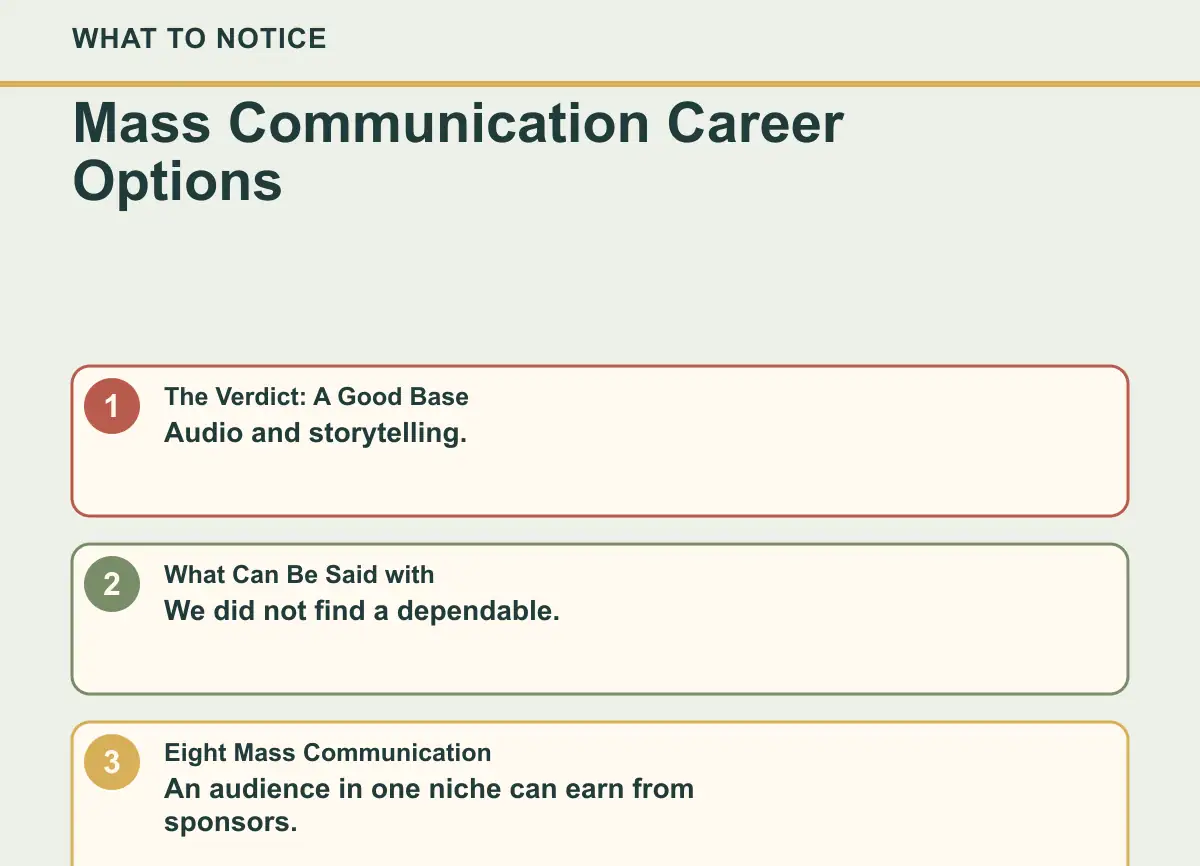 WHAT TO NOTICE
Mass Communication Career
Options
1
The Verdict: A Good Base
Audio and storytelling.
2
What Can Be Said with
We did not find a dependable.
3
Eight Mass Communication
An audience in one niche can earn from
sponsors.